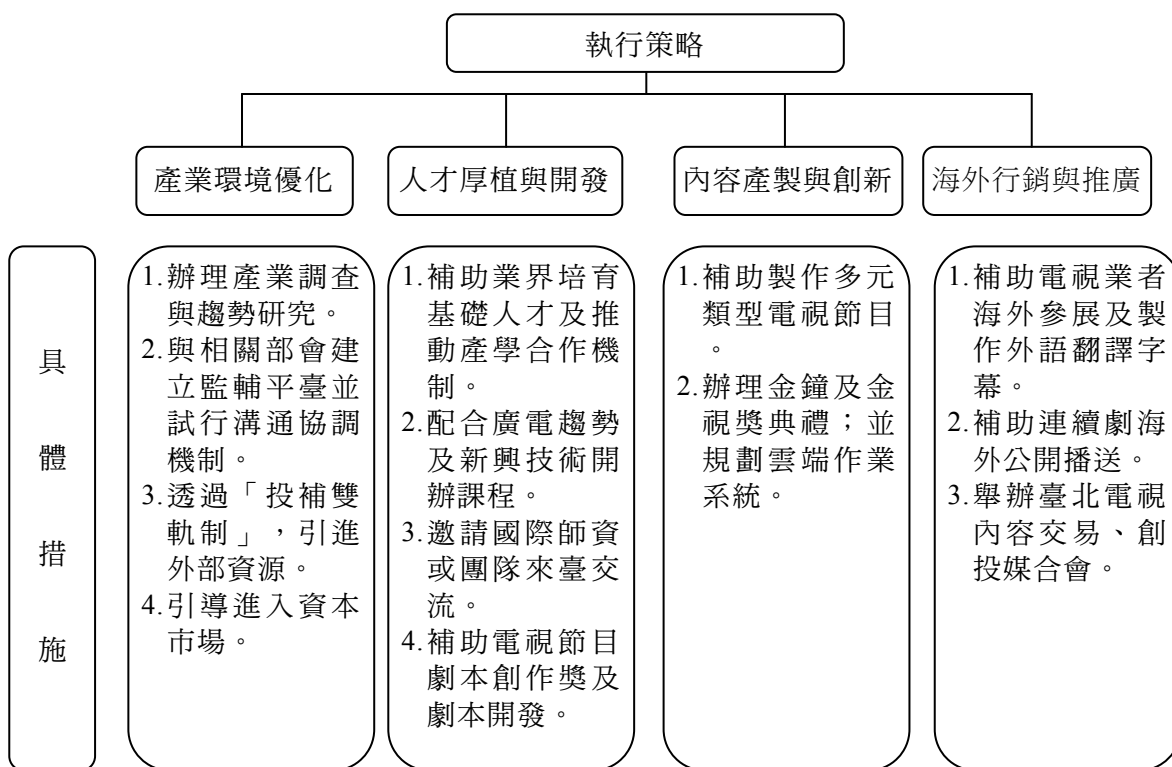 執行策略
產業環境優化
人才厚植與開發
內容產製與創新
海外行銷與推廣
具
體
措
施
1.辦理產業調查
與趨勢研究。
2.與相關部會建
立監輔平臺並
試行溝通協調
機制。
3.透過「投補雙
軌制」，引進
外部資源。
4.引導進入資本
市場。
1.補助業界培育
基礎人才及推
動產學合作機
制。
2.配合廣電趨勢
及新興技術開
辦課程。
3.邀請國際師資
或團隊來臺交
流。
4.補助電視節目
劇本創作獎及
劇本開發。
1.補助製作多元
類型電視節目
。
2.辦理金鐘及金
視獎典禮；並
規劃雲端作業
系統。
1.補助電視業者
海外參展及製
作外語翻譯字
幕。
2.補助連續劇海
外公開播送。
3.舉辦臺北電視
內容交易、創
投媒合會。